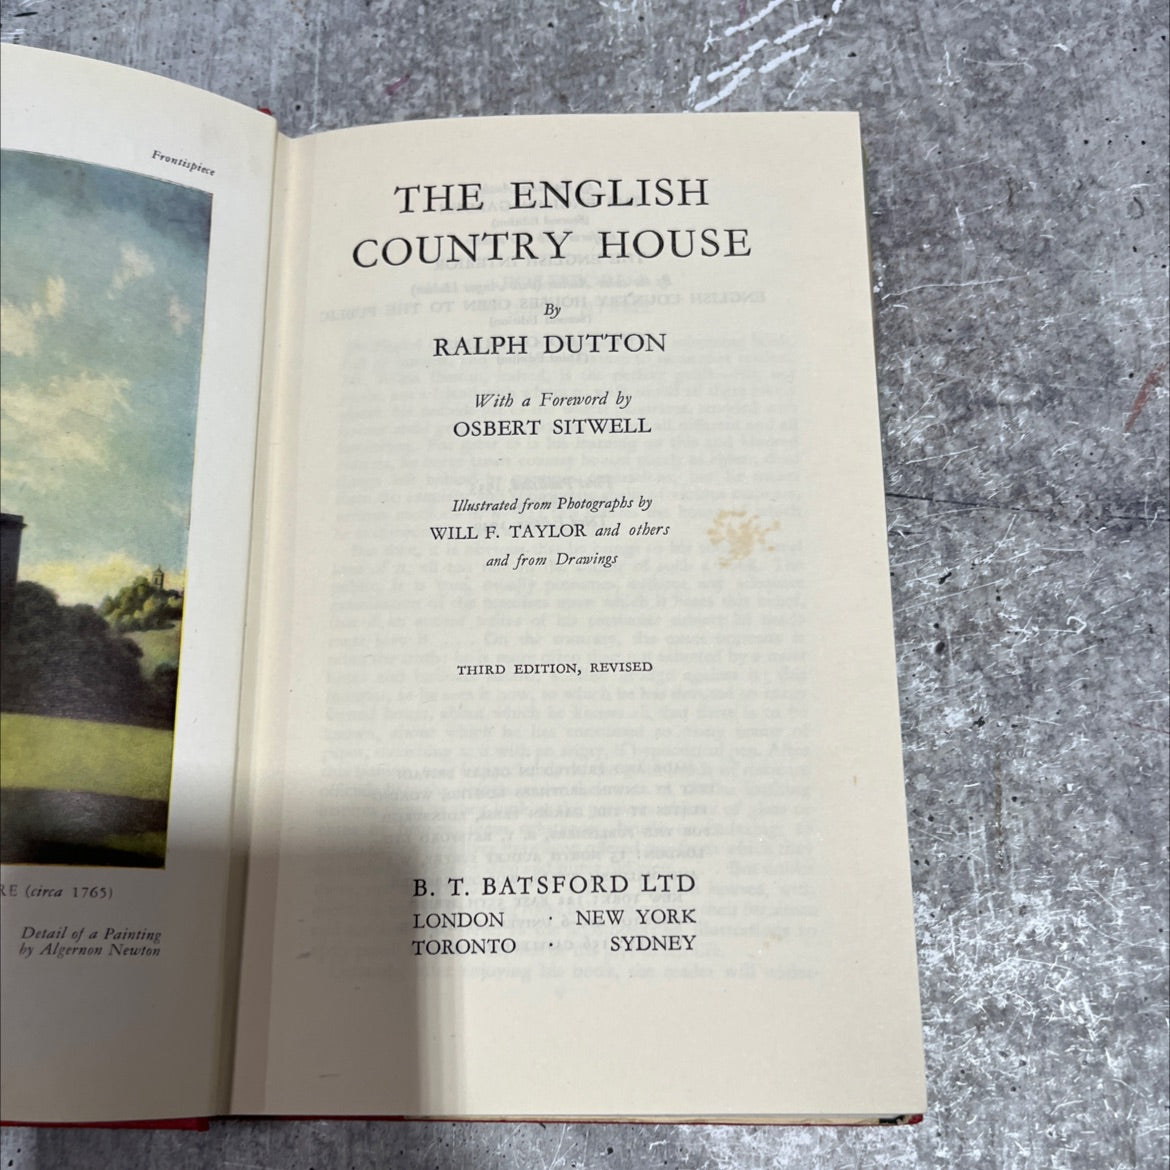 Frontispiece
RE (circa 1765)
Detail of a Painting
by Algernon Newton
THE ENGLISH
COUNTRY HOUSE
By
RALPH DUTTON
With a Foreword by
OSBERT SITWELL
Illustrated from Photographs by
WILL F. TAYLOR and others
and from Drawings
THIRD EDITION, REVISED
B. T. BATSFORD LTD
LONDON · NEW YORK
TORONTO · SYDNEY